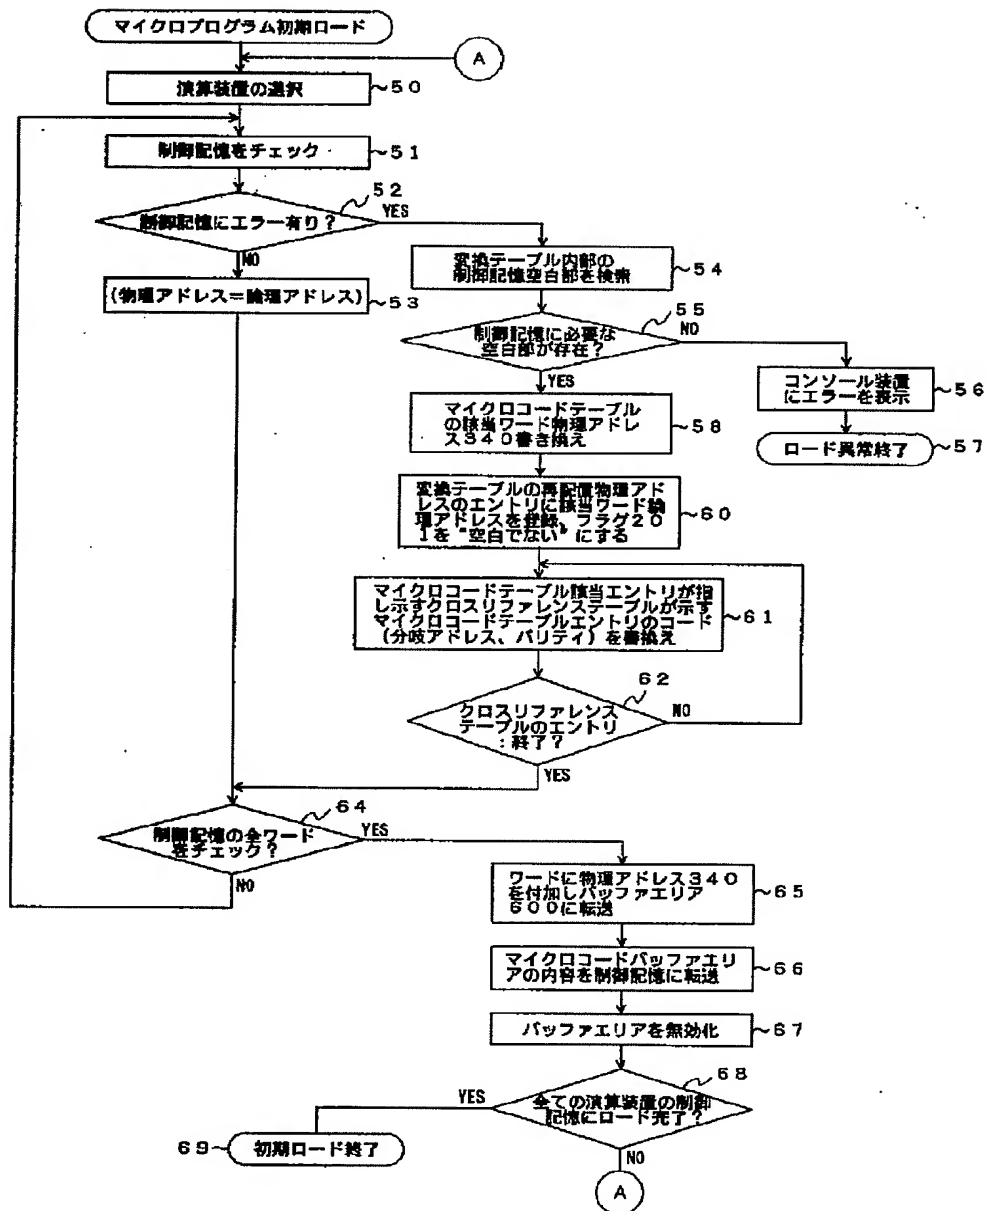 マイクロプログラム初期ロード
A
演算装置の選択
～50
制御記憶をチェック
～51
52
制御記憶にエラー有り？
YES
NO
(物理アドレス＝論理アドレス)
～53
変換テーブル内部の
制御記憶空白部を検索
～54
55
制御記憶に必要な
空白部が存在？
NO
YES
コンソール装置
にエラーを表示
～56
ロード異常終了
～57
マイクロコードテーブル
の該当ワード物理アドレ
ス340書き換え
～58
変換テーブルの再配置物理アド
レスのエントリに該当ワード論
理アドレスを登録、フラグ20
1を“空白でない”にする
～60
マイクロコードテーブル該当エントリが指
し示すクロスリファレンステーブルが示す
マイクロコードテーブルエントリのコード
(分岐アドレス、パリティ)を書換え
～61
62
クロスリファレンス
テーブルのエントリ
：終了？
NO
YES
64
制御記憶の全ワード
をチェック？
YES
NO
ワードに物理アドレス340
を付加しバッファエリア
600に転送
～65
マイクロコードバッファエリ
アの内容を制御記憶に転送
～66
バッファエリアを無効化
～67
68
全ての演算装置の制御
記憶にロード完了？
YES
69～
初期ロード終了
NO
A